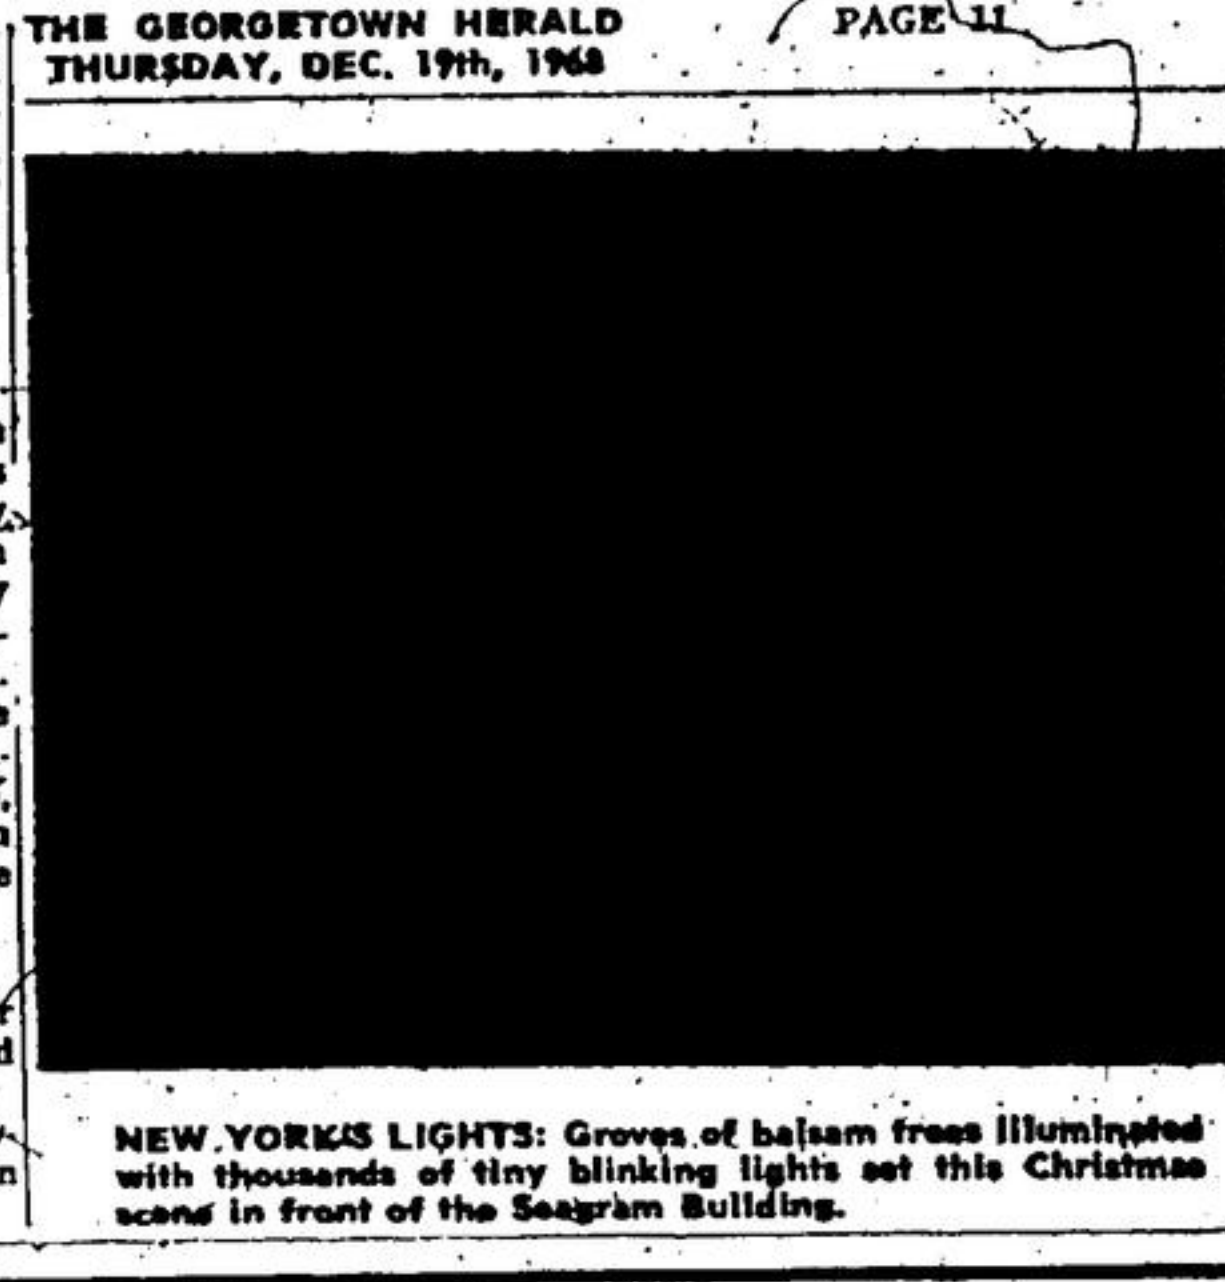 THE GEORGETOWN HERALD
THURSDAY, DEC. 19th, 1968
PAGE 11
NEW YORK'S LIGHTS: Groves of balsam trees illuminated
with thousands of tiny blinking lights set this Christmas
scene in front of the Seagram Building.